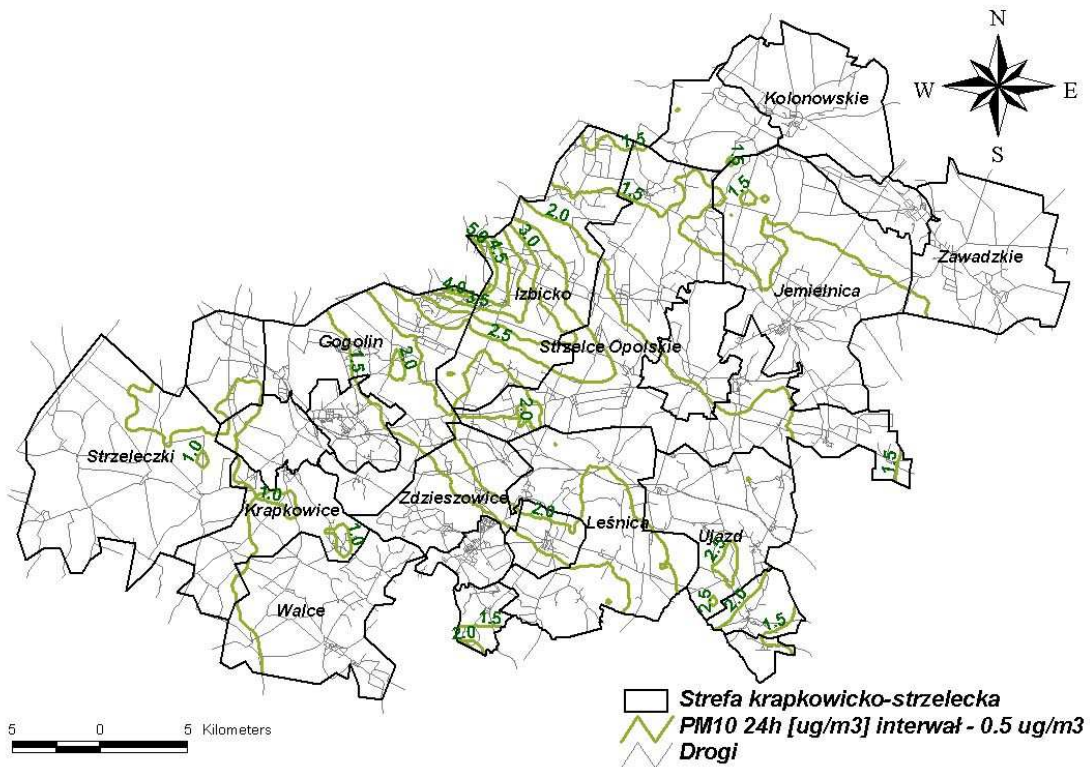 N
W
E
S
Kolonowskie
1.5
1.5
1.5
1.5
2.0
5.0
4.5
3.0
Zawadzkie
4.0
3.5
Izbicko
Jemielnica
2.5
Gogolin
Strzelce Opolskie
1.5
2.0
2.0
Strzeleczki
1.0
1.5
1.0
Krapkowice
Zdzieszowice
2.0
Leśnica
Ujazd
1.0
2.5
Walce
2.5
2.0
1.5
1.5
2.0
5 0 5 Kilometers
Strefa krapkowicko-strzelecka
PM10 24h [ug/m3] interwał - 0.5 ug/m3
Drogi